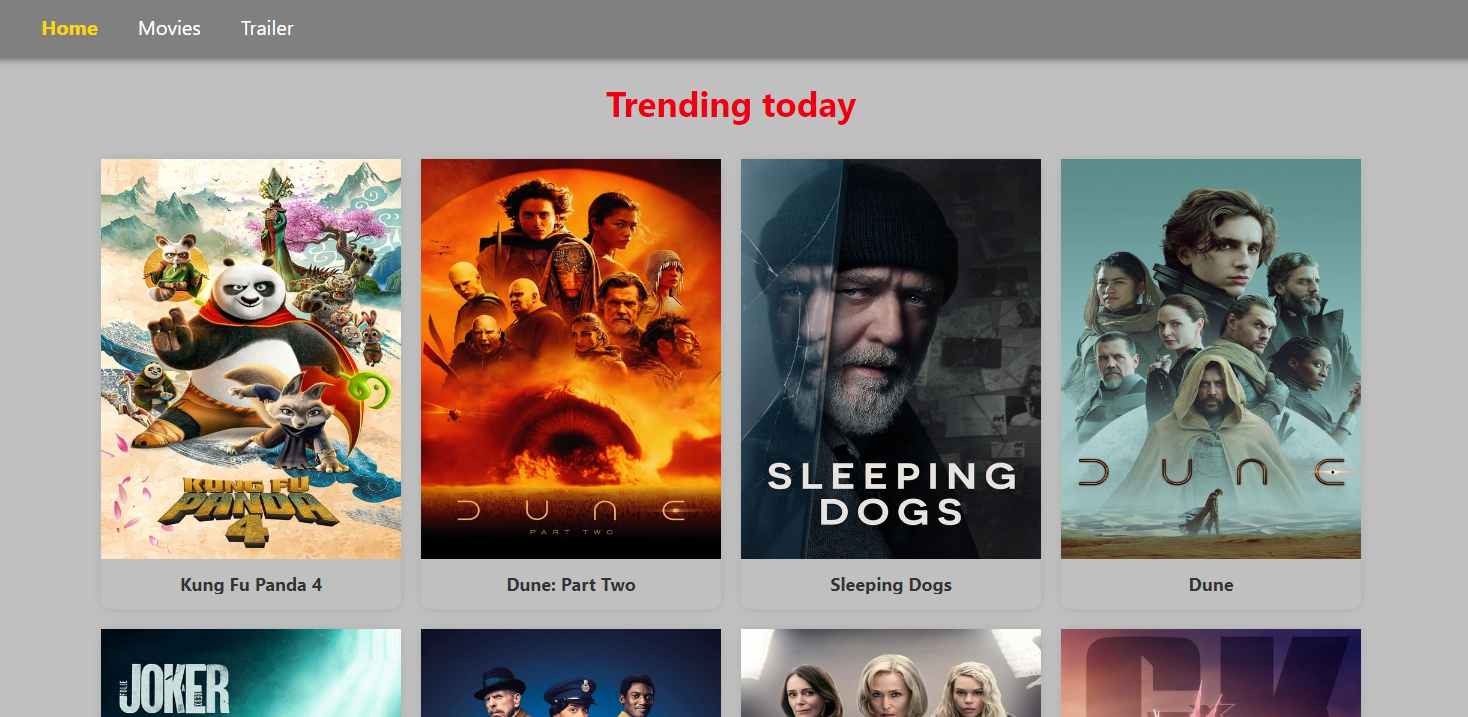 Home Movies Trailer
Trending today
KUNG FU
PANDA
4
DUNE
PART TWO
SLEEPING
DOGS
DUNE
Kung Fu Panda 4
Dune: Part Two
Sleeping Dogs
Dune
JOKER
FOLIE